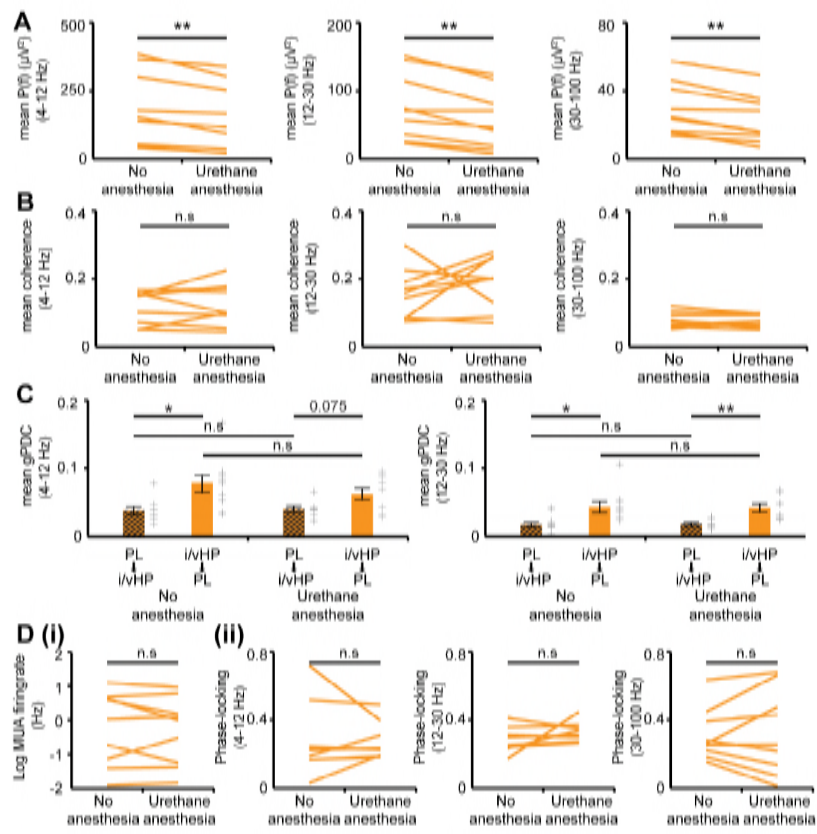 A
500
250
0
mean P(f) (µV²)
(4-12 Hz)
**
No
anesthesia
Urethane
anesthesia
200
100
0
mean P(f) (µV²)
(12-30 Hz)
**
No
anesthesia
Urethane
anesthesia
80
40
0
mean P(f) (µV²)
(30-100 Hz)
**
No
anesthesia
Urethane
anesthesia
B
0.4
0.2
0
mean coherence
(4-12 Hz)
n.s
No
anesthesia
Urethane
anesthesia
0.4
0.2
0
mean coherence
(12-30 Hz)
n.s
No
anesthesia
Urethane
anesthesia
0.4
0.2
0
mean coherence
(30-100 Hz)
n.s
No
anesthesia
Urethane
anesthesia
C
0.2
0.1
0
mean gPDC
(4-12 Hz)
*
0.075
n.s
n.s
PL
i/vHP
PL
i/vHP
i/vHP
PL
i/vHP
PL
No
anesthesia
Urethane
anesthesia
0.2
0.1
0
mean gPDC
(12-30 Hz)
*
**
n.s
n.s
PL
i/vHP
PL
i/vHP
i/vHP
PL
i/vHP
PL
No
anesthesia
Urethane
anesthesia
D (i)
2
1
0
-1
-2
Log MUA firingrate
(Hz)
n.s
No
anesthesia
Urethane
anesthesia
(ii)
0.8
0.4
0
Phase-locking
(4-12 Hz)
n.s
No
anesthesia
Urethane
anesthesia
0.8
0.4
0
Phase-locking
(12-30 Hz)
n.s
No
anesthesia
Urethane
anesthesia
0.8
0.4
0
Phase-locking
(30-100 Hz)
n.s
No
anesthesia
Urethane
anesthesia